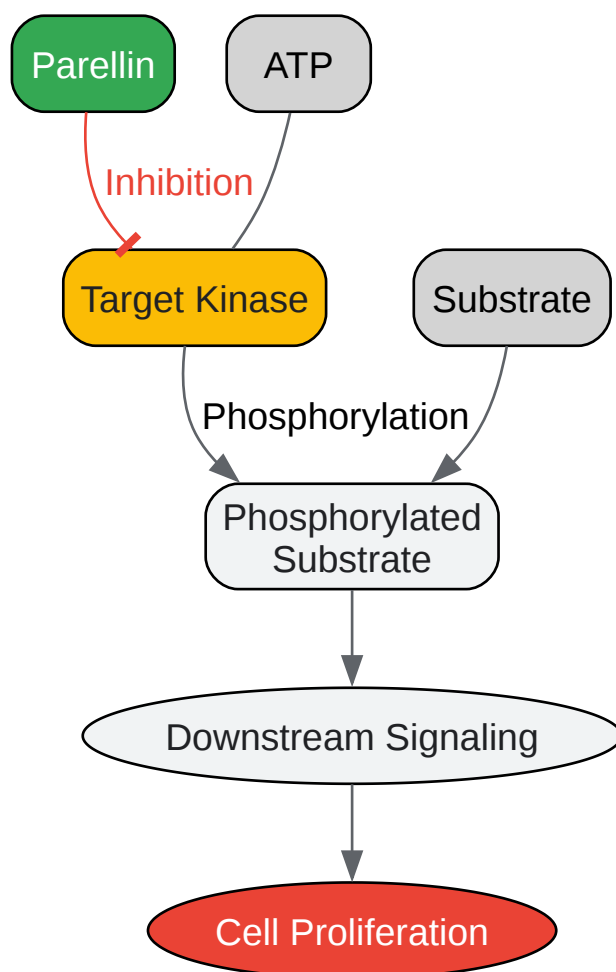 Parellin
ATP
Inhibition
Target Kinase
Substrate
Phosphorylation
Phosphorylated
Substrate
Downstream Signaling
Cell Proliferation